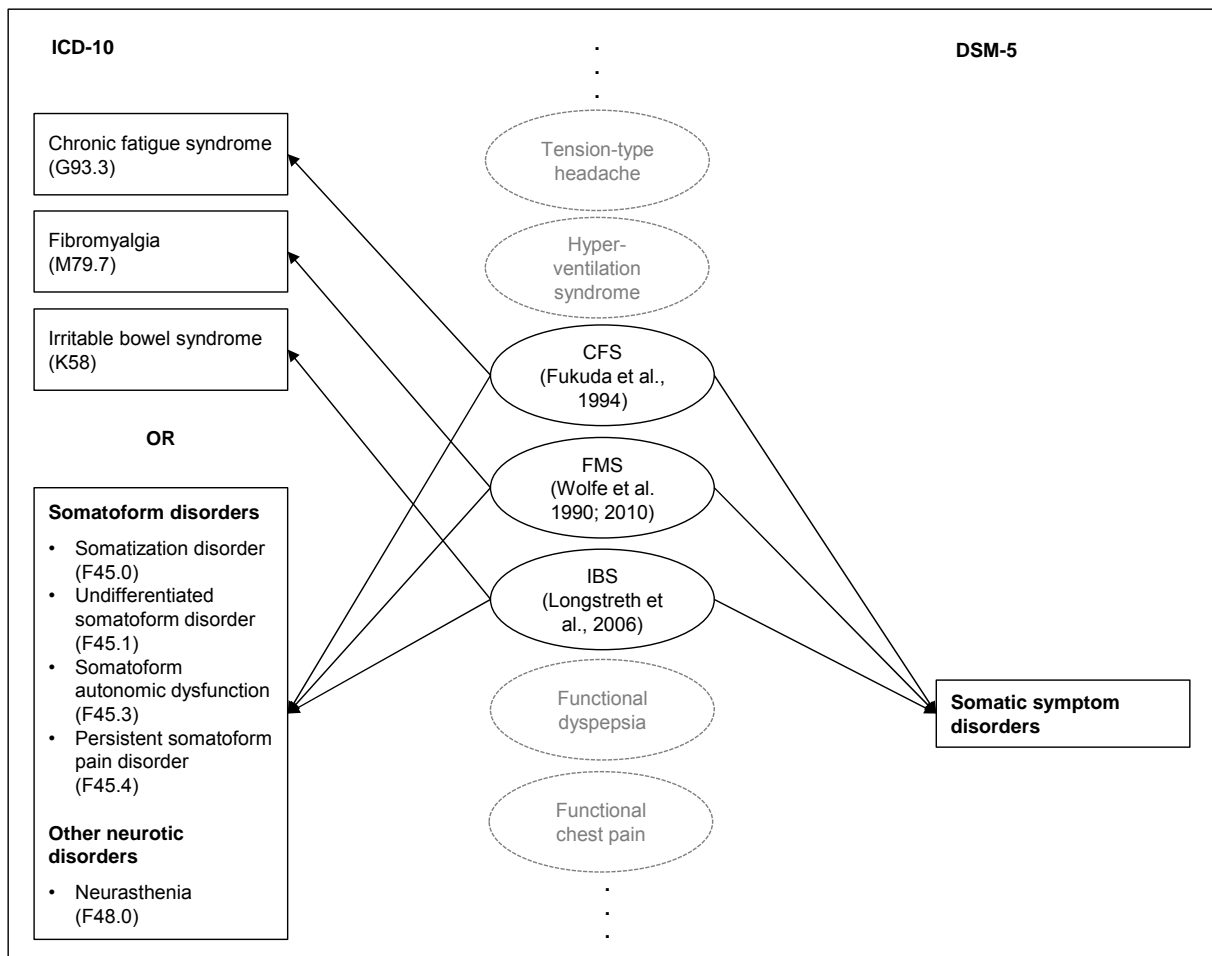 ICD-10
Chronic fatigue syndrome
(G93.3)
Fibromyalgia
(M79.7)
Irritable bowel syndrome
(K58)
OR
Somatoform disorders
• Somatization disorder
(F45.0)
• Undifferentiated
somatoform disorder
(F45.1)
• Somatoform
autonomic dysfunction
(F45.3)
• Persistent somatoform
pain disorder
(F45.4)
Other neurotic
disorders
• Neurasthenia
(F48.0)
.
.
.
Tension-type
headache
Hyper-
ventilation
syndrome
CFS
(Fukuda et al.,
1994)
FMS
(Wolfe et al.
1990; 2010)
IBS
(Longstreth et
al., 2006)
Functional
dyspepsia
Functional
chest pain
.
.
.
DSM-5
Somatic symptom
disorders